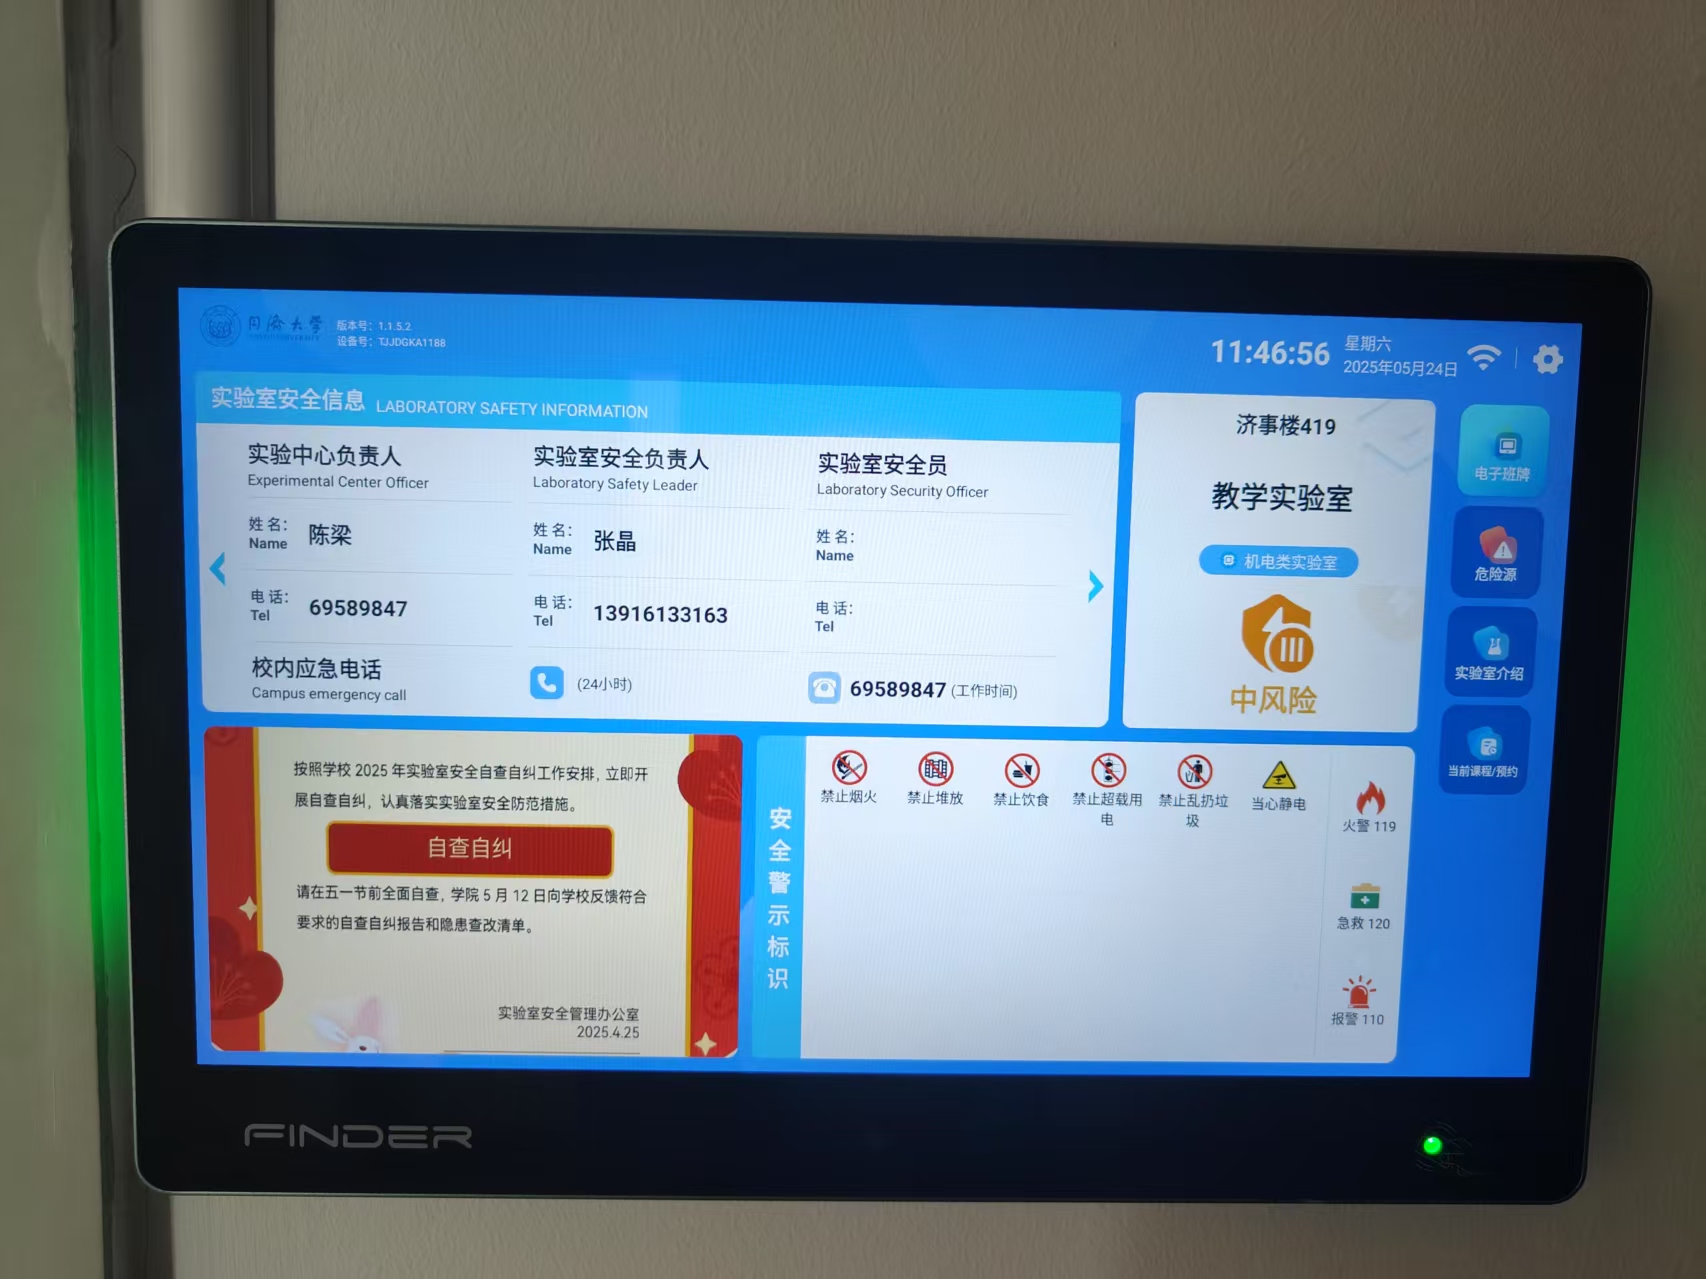 同济大学
TONGJI UNIVERSITY
版本号：1.1.5.2
设备号：TJJDGKA1188
11:46:56
星期六
2025年05月24日
实验室安全信息 LABORATORY SAFETY INFORMATION
实验中心负责人
Experimental Center Officer
姓 名：
Name
陈梁
电 话：
Tel
69589847
实验室安全负责人
Laboratory Safety Leader
姓 名：
Name
张晶
电 话：
Tel
13916133163
实验室安全员
Laboratory Security Officer
姓 名：
Name
电 话：
Tel
校内应急电话
Campus emergency call
(24小时)
69589847 (工作时间)
济事楼419
教学实验室
机电类实验室
III
中风险
电子班牌
危险源
实验室介绍
当前课程/预约
按照学校 2025 年实验室安全自查自纠工作安排，立即开
展自查自纠，认真落实实验室安全防范措施。
自查自纠
请在五一节前全面自查，学院 5 月 12 日向学校反馈符合
要求的自查自纠报告和隐患查改清单。
实验室安全管理办公室
2025.4.25
安全警示标识
禁止烟火
禁止堆放
禁止饮食
禁止超载用
电
禁止乱扔垃
圾
当心静电
火警 119
急救 120
报警 110
FINDER